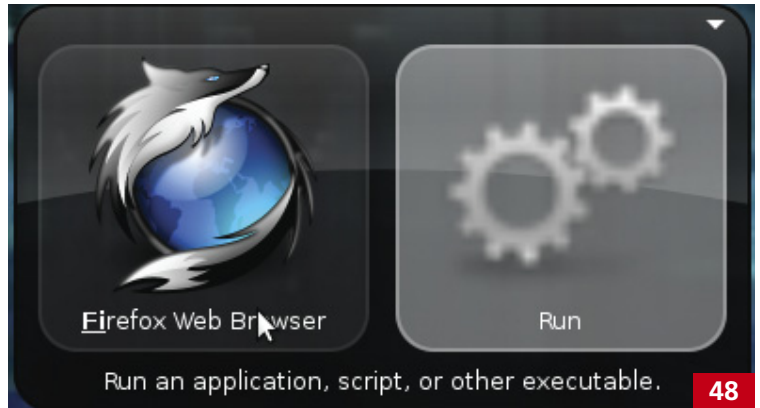 Firefox Web Browser
Run
Run an application, script, or other executable.
48